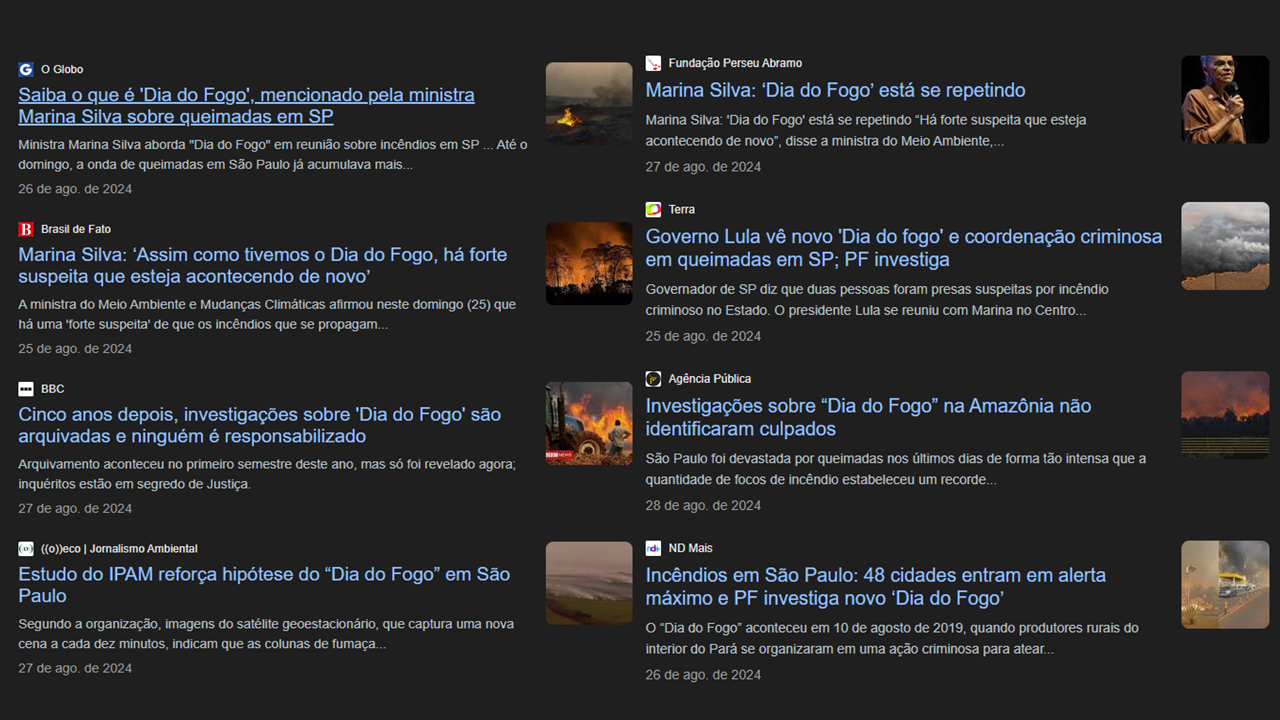 O Globo
Saiba o que é 'Dia do Fogo', mencionado pela ministra
Marina Silva sobre queimadas em SP
Ministra Marina Silva aborda "Dia do Fogo" em reunião sobre incêndios em SP ... Até o
domingo, a onda de queimadas em São Paulo já acumulava mais...
26 de ago. de 2024
Brasil de Fato
Marina Silva: ‘Assim como tivemos o Dia do Fogo, há forte
suspeita que esteja acontecendo de novo’
A ministra do Meio Ambiente e Mudanças Climáticas afirmou neste domingo (25) que
há uma 'forte suspeita' de que os incêndios que se propagam...
25 de ago. de 2024
BBC
Cinco anos depois, investigações sobre 'Dia do Fogo' são
arquivadas e ninguém é responsabilizado
Arquivamento aconteceu no primeiro semestre deste ano, mas só foi revelado agora;
inquéritos estão em segredo de Justiça.
27 de ago. de 2024
BBC NEWS
((o))eco | Jornalismo Ambiental
Estudo do IPAM reforça hipótese do “Dia do Fogo” em São
Paulo
Segundo a organização, imagens do satélite geoestacionário, que captura uma nova
cena a cada dez minutos, indicam que as colunas de fumaça...
27 de ago. de 2024
Fundação Perseu Abramo
Marina Silva: ‘Dia do Fogo’ está se repetindo
Marina Silva: 'Dia do Fogo' está se repetindo “Há forte suspeita que esteja
acontecendo de novo”, disse a ministra do Meio Ambiente,...
27 de ago. de 2024
Terra
Governo Lula vê novo 'Dia do fogo' e coordenação criminosa
em queimadas em SP; PF investiga
Governador de SP diz que duas pessoas foram presas suspeitas por incêndio
criminoso no Estado. O presidente Lula se reuniu com Marina no Centro...
25 de ago. de 2024
Agência Pública
Investigações sobre “Dia do Fogo” na Amazônia não
identificaram culpados
São Paulo foi devastada por queimadas nos últimos dias de forma tão intensa que a
quantidade de focos de incêndio estabeleceu um recorde...
28 de ago. de 2024
ND Mais
Incêndios em São Paulo: 48 cidades entram em alerta
máximo e PF investiga novo ‘Dia do Fogo’
O “Dia do Fogo” aconteceu em 10 de agosto de 2019, quando produtores rurais do
interior do Pará se organizaram em uma ação criminosa para atear...
26 de ago. de 2024